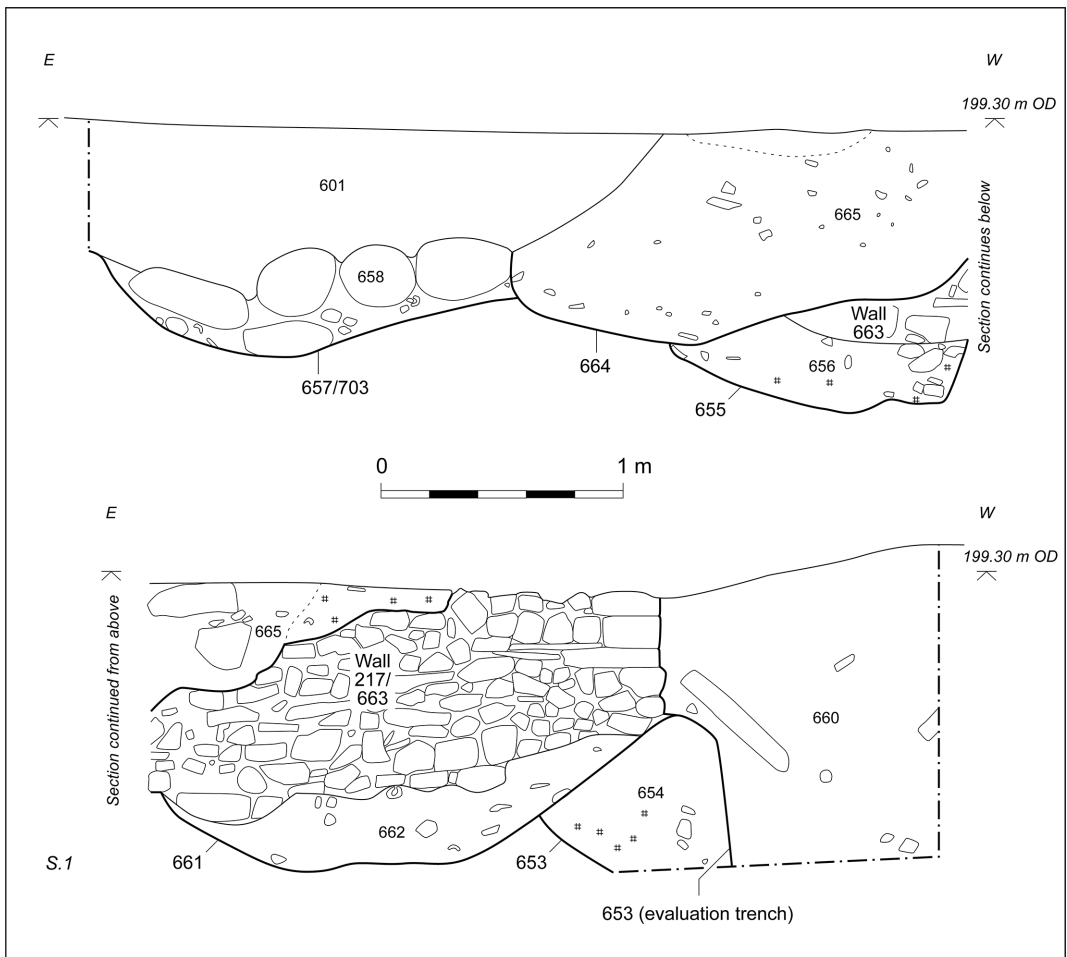 E
W
199.30 m OD
601
665
658
Section continues below
Wall
663
656
664
657/703
655
0
1 m
E
W
199.30 m OD
Section continued from above
665
Wall
217/
663
660
654
662
S.1
661
653
653 (evaluation trench)